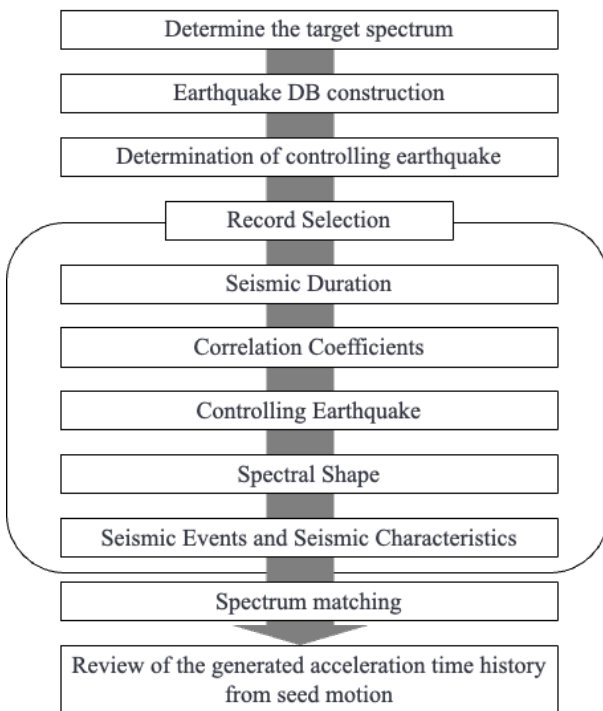 Determine the target spectrum
Earthquake DB construction
Determination of controlling earthquake
Record Selection
Seismic Duration
Correlation Coefficients
Controlling Earthquake
Spectral Shape
Seismic Events and Seismic Characteristics
Spectrum matching
Review of the generated acceleration time history
from seed motion